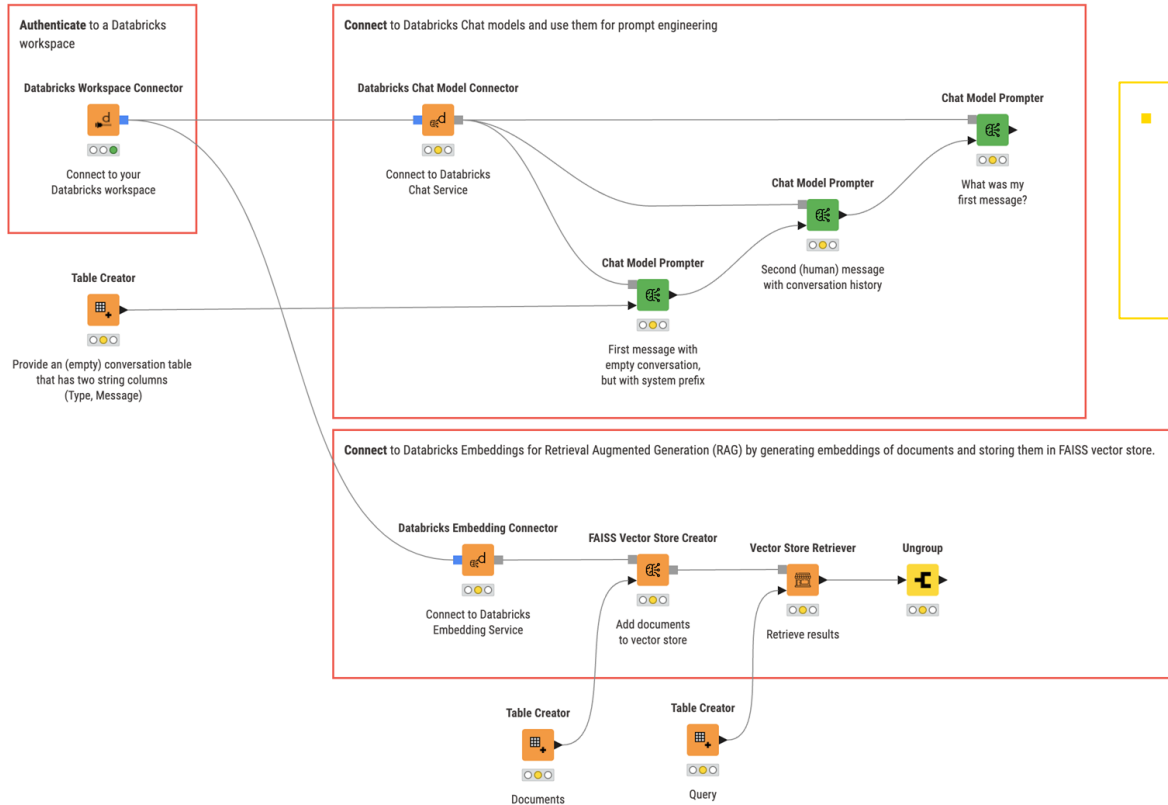 Authenticate to a Databricks
workspace
Databricks Workspace Connector
Connect to your
Databricks workspace
Table Creator
Provide an (empty) conversation table
that has two string columns
(Type, Message)
Connect to Databricks Chat models and use them for prompt engineering
Databricks Chat Model Connector
Connect to Databricks
Chat Service
Chat Model Prompter
First message with
empty conversation,
but with system prefix
Chat Model Prompter
Second (human) message
with conversation history
Chat Model Prompter
What was my
first message?
Connect to Databricks Embeddings for Retrieval Augmented Generation (RAG) by generating embeddings of documents and storing them in FAISS vector store.
Databricks Embedding Connector
Connect to Databricks
Embedding Service
FAISS Vector Store Creator
Add documents
to vector store
Vector Store Retriever
Retrieve results
Ungroup
Table Creator
Documents
Table Creator
Query